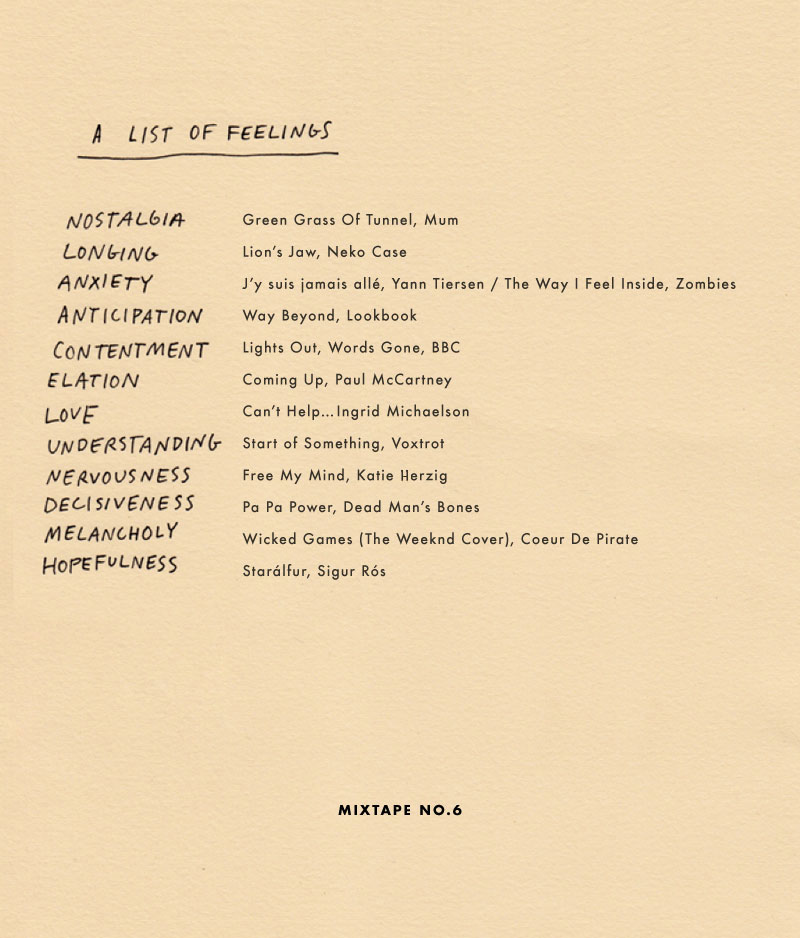 A LIST OF FEELINGS
NOSTALGIA Green Grass Of Tunnel, Mum
LONGING Lion's Jaw, Neko Case
ANXIETY J'y suis jamais allé, Yann Tiersen / The Way I Feel Inside, Zombies
ANTICIPATION Way Beyond, Lookbook
CONTENTMENT Lights Out, Words Gone, BBC
ELATION Coming Up, Paul McCartney
LOVE Can't Help...Ingrid Michaelson
UNDERSTANDING Start of Something, Voxtrot
NERVOUSNESS Free My Mind, Katie Herzig
DECISIVENESS Pa Pa Power, Dead Man's Bones
MELANCHOLY Wicked Games (The Weeknd Cover), Coeur De Pirate
HOPEFULNESS Starálfur, Sigur Rós
MIXTAPE NO.6